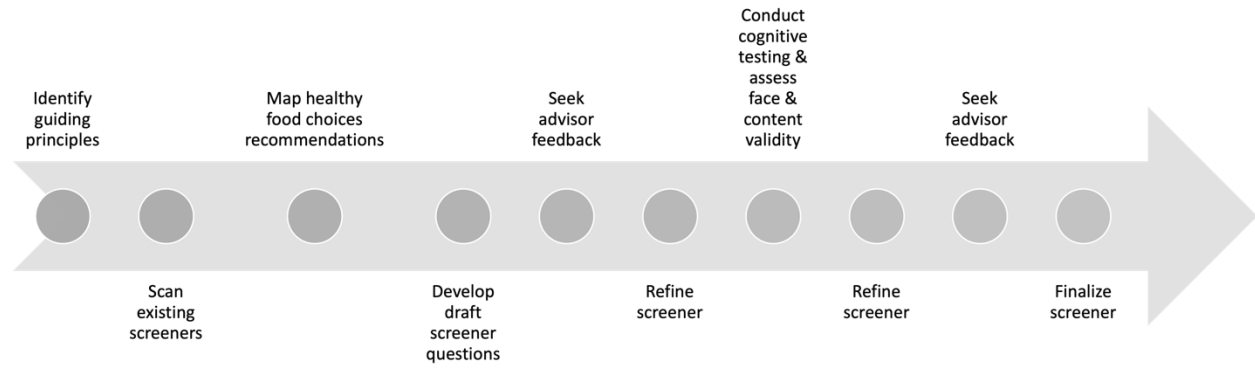 Identify
guiding
principles
Scan
existing
screeners
Map healthy
food choices
recommendations
Develop
draft
screener
questions
Seek
advisor
feedback
Refine
screener
Conduct
cognitive
testing &
assess
face &
content
validity
Refine
screener
Seek
advisor
feedback
Finalize
screener